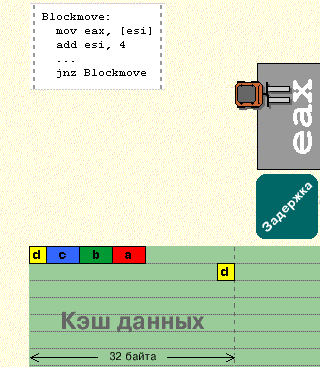 Blockmove:
mov eax, [esi]
add esi, 4
...
jnz Blockmove
eax
Задержка
d c b a
d
Кэш данных
32 байта